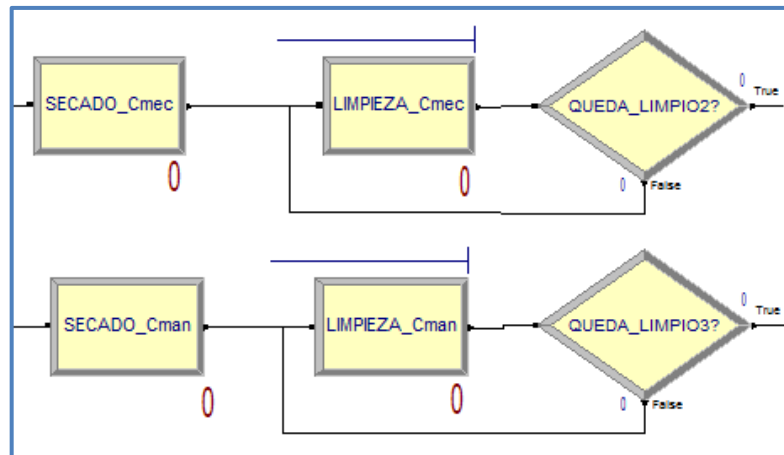 SECADO_Cmec
LIMPIEZA_Cmec
QUEDA_LIMPIO2?
0
True
0
0
0
False
SECADO_Cman
LIMPIEZA_Cman
QUEDA_LIMPIO3?
0
True
0
0
0
False